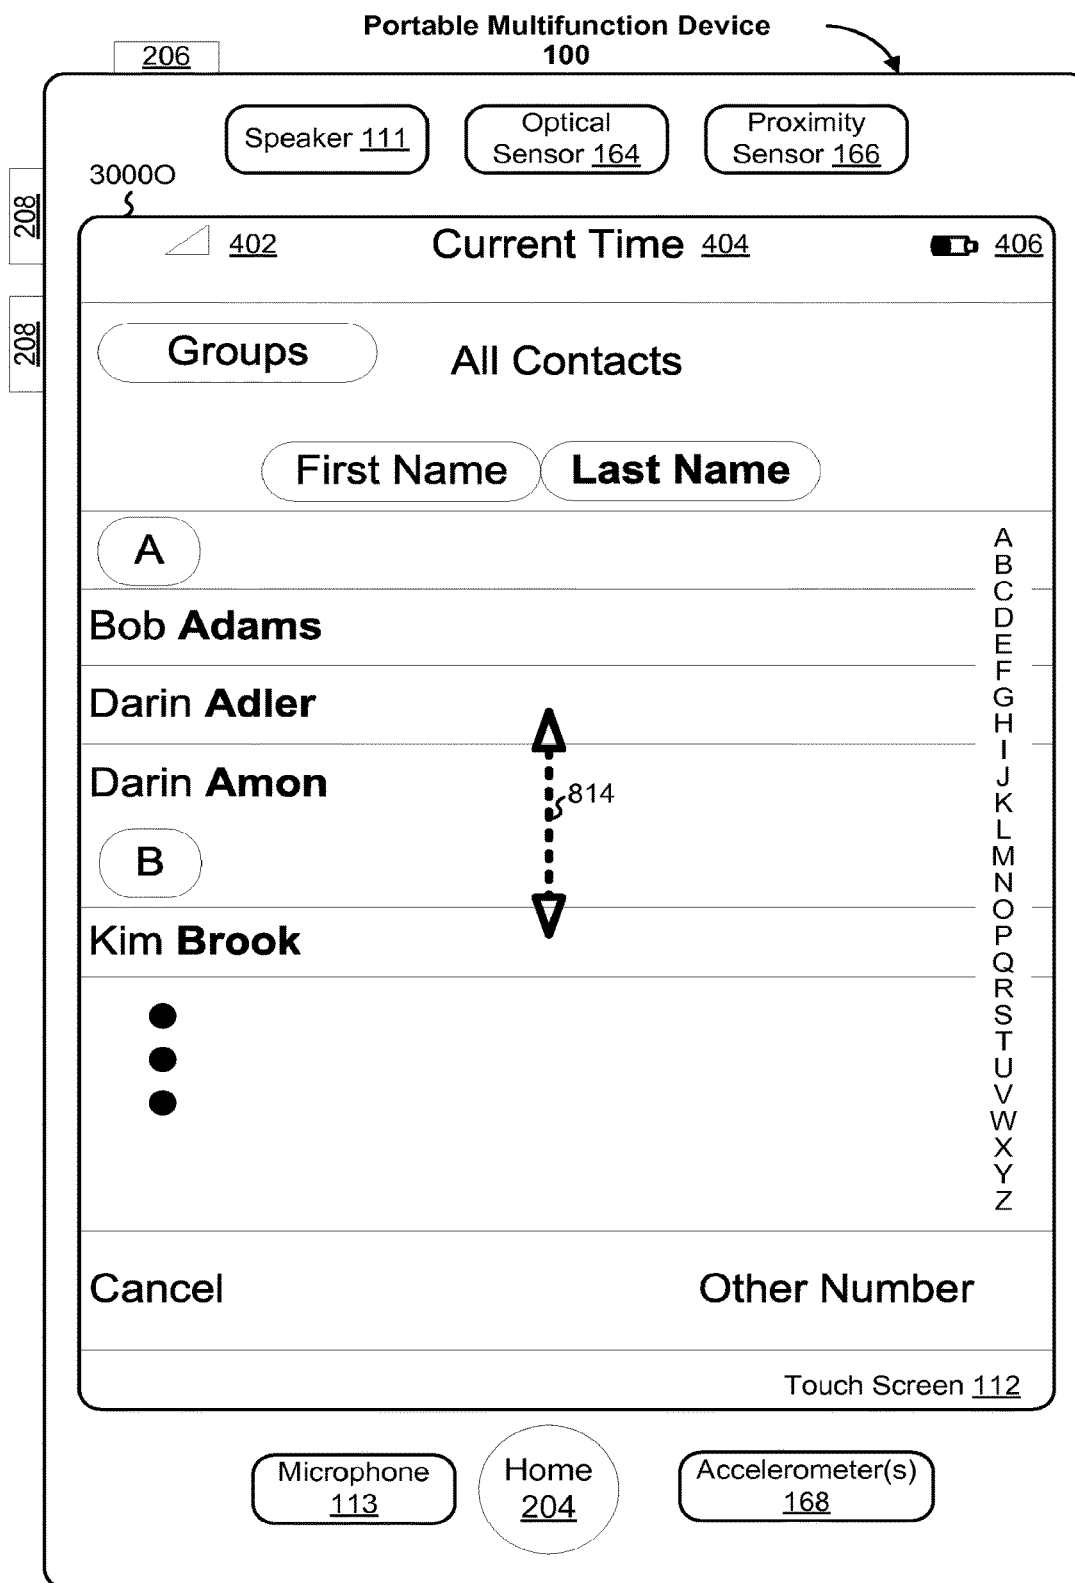 Portable Multifunction Device
100
206
Speaker 111
Optical
Sensor 164
Proximity
Sensor 166
3000O
208
208
402
Current Time 404
406
Groups
All Contacts
First Name
Last Name
A
Bob Adams
Darin Adler
Darin Amon
814
B
Kim Brook
A
B
C
D
E
F
G
H
I
J
K
L
M
N
O
P
Q
R
S
T
U
V
W
X
Y
Z
Cancel
Other Number
Touch Screen 112
Microphone
113
Home
204
Accelerometer(s)
168